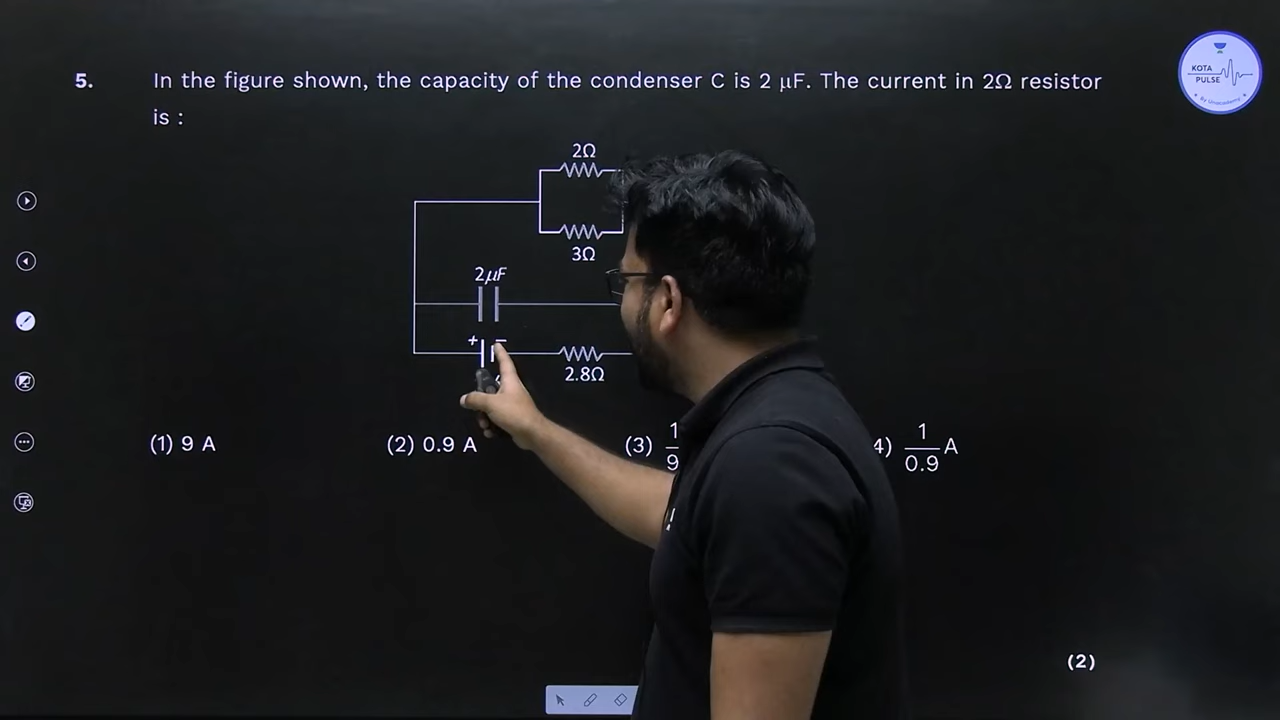 5. In the figure shown, the capacity of the condenser C is 2 μF. The current in 2Ω resistor
is :
2Ω
3Ω
2μF
+ −
2.8Ω
(1) 9 A (2) 0.9 A (3) 1/9 4) 1/0.9 A
(2)
KOTA
PULSE
By Unacademy